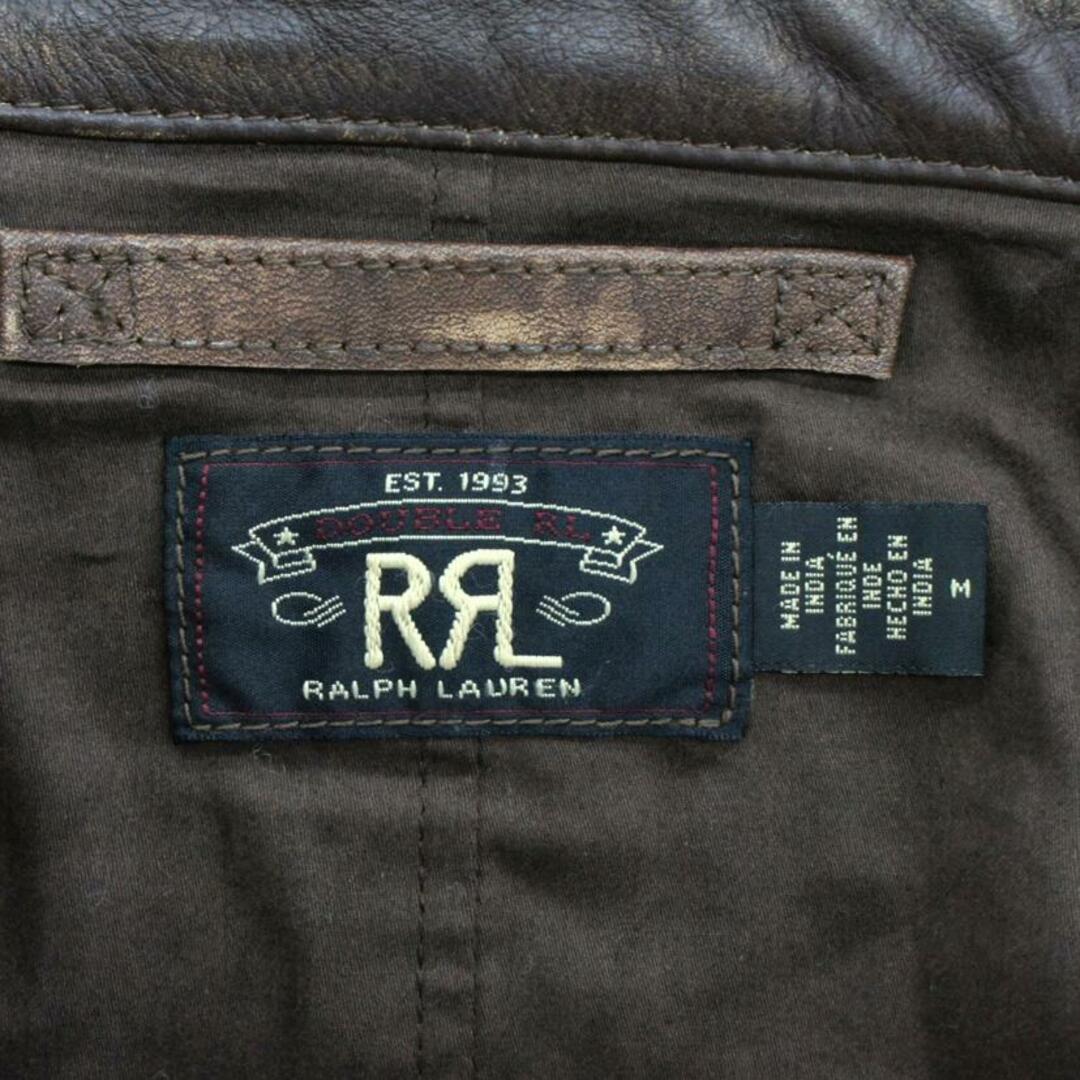 EST. 1993
DOUBLE RL
RRL
RALPH LAUREN
MADE IN
INDIA
FABRIQUÉ EN
INDE
HECHO EN
INDIA
M